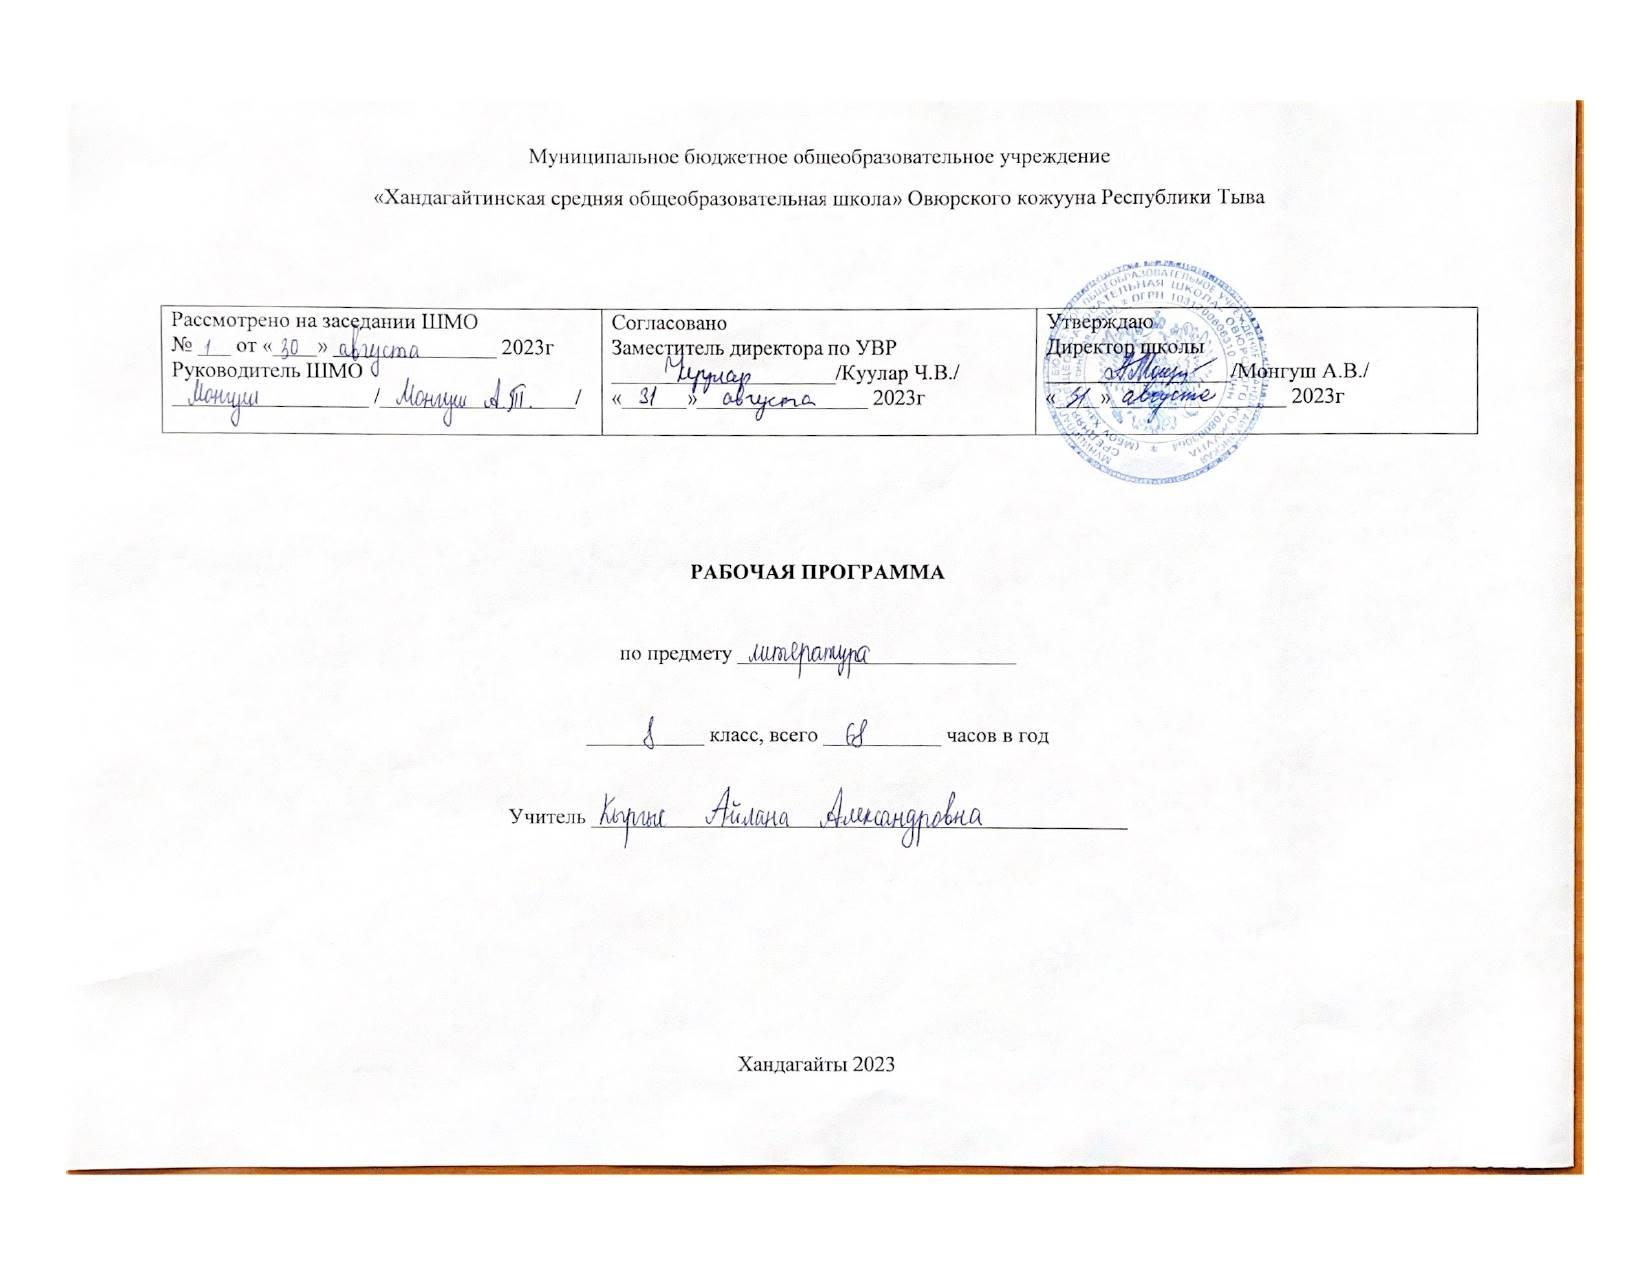 Муниципальное бюджетное общеобразовательное учреждение
«Хандагайтинская средняя общеобразовательная школа» Овюрского кожууна Республики Тыва
Рассмотрено на заседании ШМО
№ 1 от «30» августа 2023г
Руководитель ШМО
Монгуш / Монгуш А.Т. /
Согласовано
Заместитель директора по УВР
/Куулар Ч.В./
«31» августа 2023г
Утверждаю
Директор школы
/Монгуш А.В./
«31» августа 2023г
РАБОЧАЯ ПРОГРАММА
по предмету литература
8 класс, всего 68 часов в год
Учитель Кыргыс Айлана Александровна
Хандагайты 2023